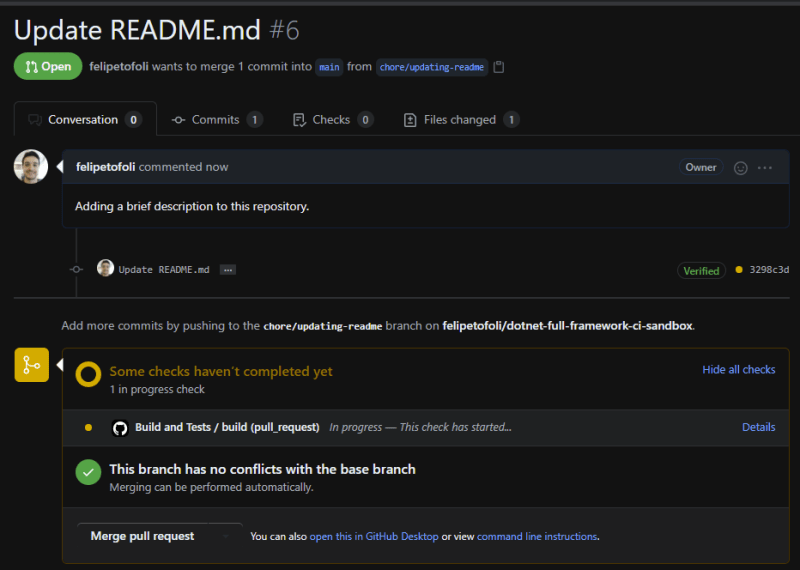 Update README.md #6
Open felipetofoli wants to merge 1 commit into main from chore/updating-readme
Conversation 0 Commits 1 Checks 0 Files changed 1
felipetofoli commented now Owner
Adding a brief description to this repository.
Update README.md ... Verified 3298c3d
Add more commits by pushing to the chore/updating-readme branch on felipetofoli/dotnet-full-framework-ci-sandbox.
Some checks haven't completed yet Hide all checks
1 in progress check
Build and Tests / build (pull_request) In progress — This check has started... Details
This branch has no conflicts with the base branch
Merging can be performed automatically.
Merge pull request You can also open this in GitHub Desktop or view command line instructions.